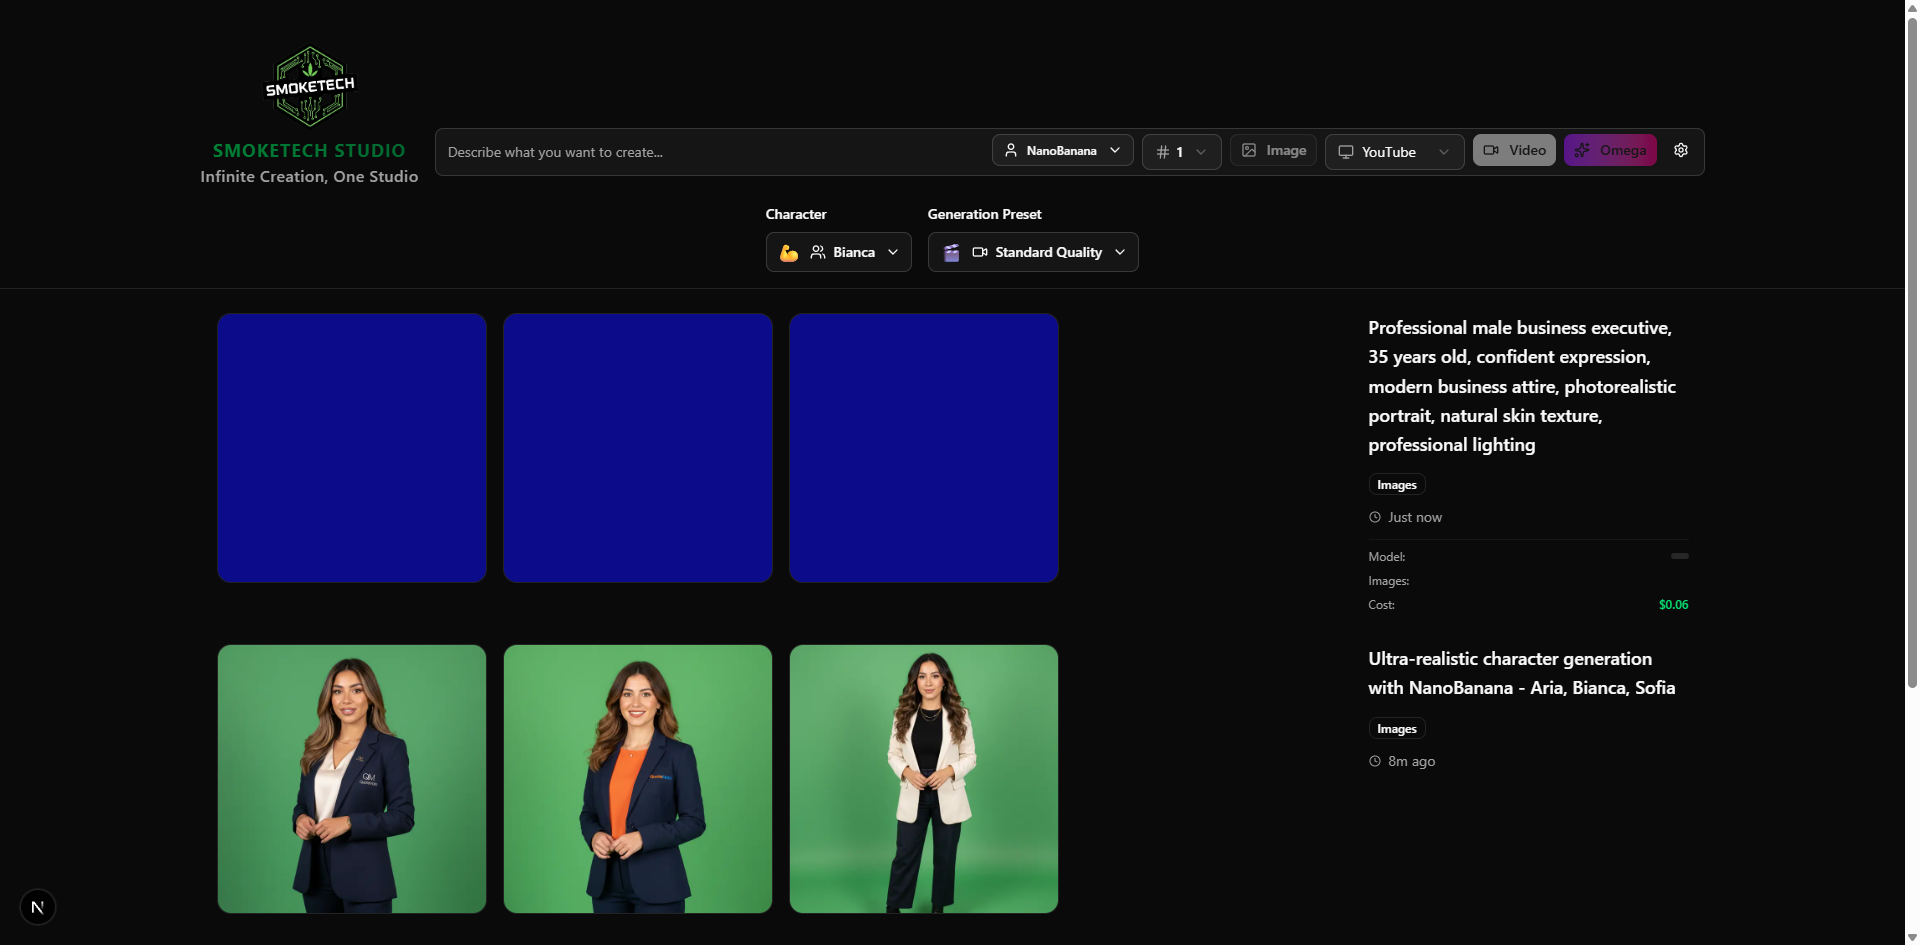 SMOKETECH
SMOKETECH STUDIO
Infinite Creation, One Studio
Describe what you want to create...
NanoBanana
# 1
Image
YouTube
Video
Omega
Character
Generation Preset
Bianca
Standard Quality
Professional male business executive,
35 years old, confident expression,
modern business attire, photorealistic
portrait, natural skin texture,
professional lighting
Images
Just now
Model:
Images:
Cost: $0.06
Ultra-realistic character generation
with NanoBanana - Aria, Bianca, Sofia
Images
8m ago
QM
N